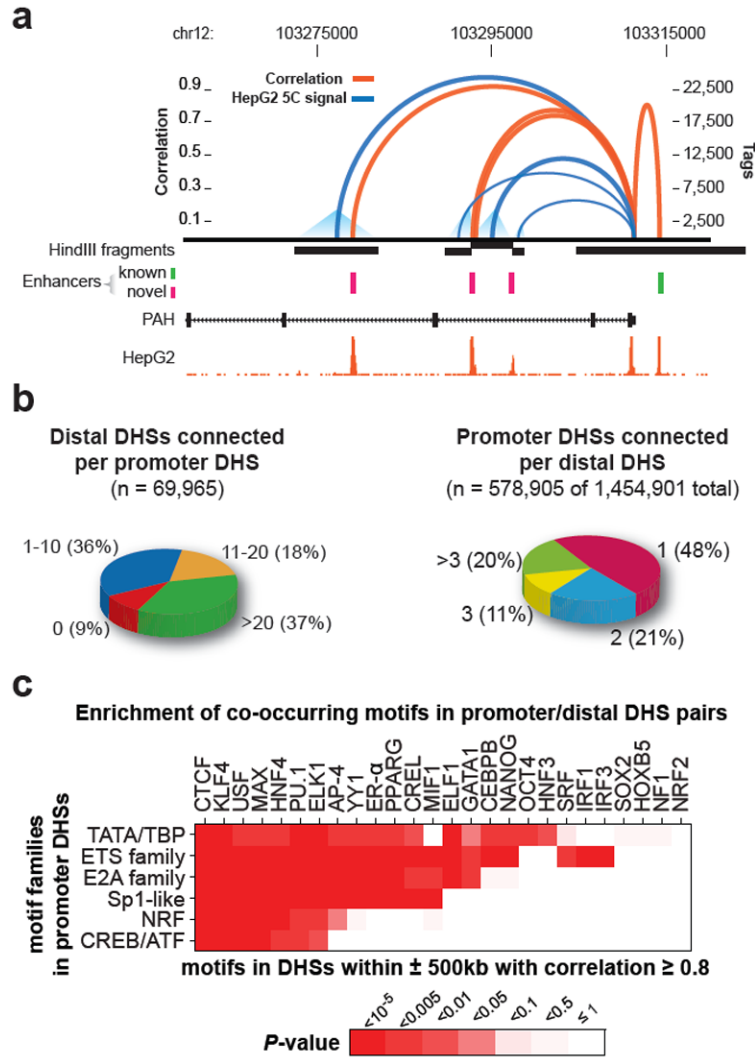 a
chr12: 103275000 103295000 103315000
Correlation
HepG2 5C signal
Correlation
0.9
0.7
0.5
0.3
0.1
22,500
17,500
12,500
7,500
2,500
Tags
HindIII fragments
Enhancers
known
novel
PAH
HepG2
b
Distal DHSs connected
per promoter DHS
(n = 69,965)
1-10 (36%)
11-20 (18%)
0 (9%)
>20 (37%)
Promoter DHSs connected
per distal DHS
(n = 578,905 of 1,454,901 total)
>3 (20%)
1 (48%)
3 (11%)
2 (21%)
c
Enrichment of co-occurring motifs in promoter/distal DHS pairs
CTCF
KLF4
USF
MAX
HNF4
PU.1
ELK1
AP-4
YY1
ER-α
PPARG
CREL
MIF1
ELF1
GATA1
CEBPB
NANOG
OCT4
HNF3
SRF
IRF1
IRF3
SOX2
HOXB5
NF1
NRF2
motif families
in promoter DHSs
TATA/TBP
ETS family
E2A family
Sp1-like
NRF
CREB/ATF
motifs in DHSs within ± 500kb with correlation ≥ 0.8
P-value
<10⁻⁵
<0.005
<0.01
<0.05
<0.1
<0.5
≤ 1